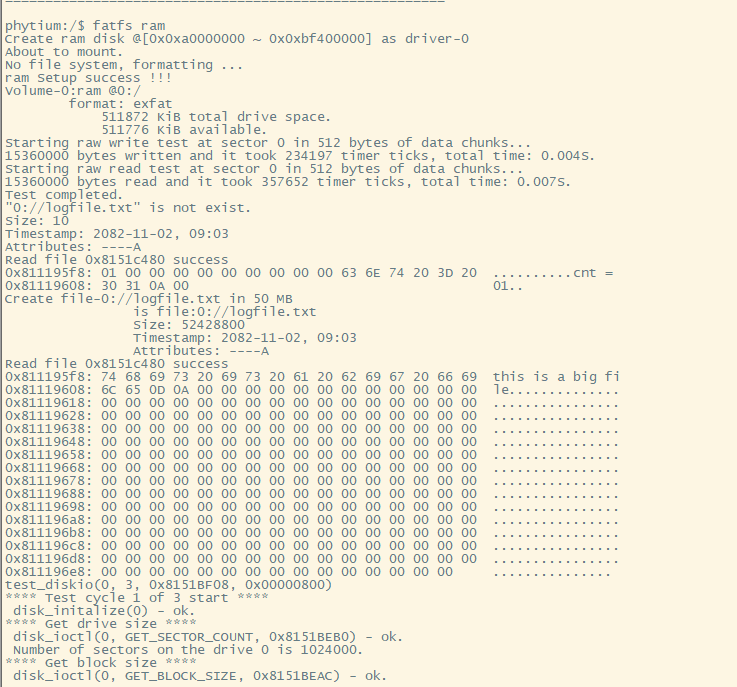 phytium:/$ fatfs ram
Create ram disk @[0x0xa0000000 ~ 0x0xbf400000] as driver-0
About to mount.
No file system, formatting ...
ram Setup success !!!
Volume-0:ram @0:/
        format: exfat
            511872 KiB total drive space.
            511776 KiB available.
Starting raw write test at sector 0 in 512 bytes of data chunks...
15360000 bytes written and it took 234197 timer ticks, total time: 0.004S.
Starting raw read test at sector 0 in 512 bytes of data chunks...
15360000 bytes read and it took 357652 timer ticks, total time: 0.007S.
Test completed.
"0://logfile.txt" is not exist.
Size: 10
Timestamp: 2082-11-02, 09:03
Attributes: ----A
Read file 0x8151c480 success
0x811195f8: 01 00 00 00 00 00 00 00 00 00 63 6E 74 20 3D 20  ..........cnt =
0x81119608: 30 31 0A 00                                      01..
Create file-0://logfile.txt in 50 MB
                is file:0://logfile.txt
                Size: 52428800
                Timestamp: 2082-11-02, 09:03
                Attributes: ----A
Read file 0x8151c480 success
0x811195f8: 74 68 69 73 20 69 73 20 61 20 62 69 67 20 66 69  this is a big fi
0x81119608: 6C 65 0D 0A 00 00 00 00 00 00 00 00 00 00 00 00  le..............
0x81119618: 00 00 00 00 00 00 00 00 00 00 00 00 00 00 00 00  ................
0x81119628: 00 00 00 00 00 00 00 00 00 00 00 00 00 00 00 00  ................
0x81119638: 00 00 00 00 00 00 00 00 00 00 00 00 00 00 00 00  ................
0x81119648: 00 00 00 00 00 00 00 00 00 00 00 00 00 00 00 00  ................
0x81119658: 00 00 00 00 00 00 00 00 00 00 00 00 00 00 00 00  ................
0x81119668: 00 00 00 00 00 00 00 00 00 00 00 00 00 00 00 00  ................
0x81119678: 00 00 00 00 00 00 00 00 00 00 00 00 00 00 00 00  ................
0x81119688: 00 00 00 00 00 00 00 00 00 00 00 00 00 00 00 00  ................
0x81119698: 00 00 00 00 00 00 00 00 00 00 00 00 00 00 00 00  ................
0x811196a8: 00 00 00 00 00 00 00 00 00 00 00 00 00 00 00 00  ................
0x811196b8: 00 00 00 00 00 00 00 00 00 00 00 00 00 00 00 00  ................
0x811196c8: 00 00 00 00 00 00 00 00 00 00 00 00 00 00 00 00  ................
0x811196d8: 00 00 00 00 00 00 00 00 00 00 00 00 00 00 00 00  ................
0x811196e8: 00 00 00 00 00 00 00 00 00 00 00 00 00 00 00     ...............
test_diskio(0, 3, 0x8151BF08, 0x00000800)
**** Test cycle 1 of 3 start ****
 disk_initalize(0) - ok.
**** Get drive size ****
 disk_ioctl(0, GET_SECTOR_COUNT, 0x8151BEB0) - ok.
 Number of sectors on the drive 0 is 1024000.
**** Get block size ****
 disk_ioctl(0, GET_BLOCK_SIZE, 0x8151BEAC) - ok.